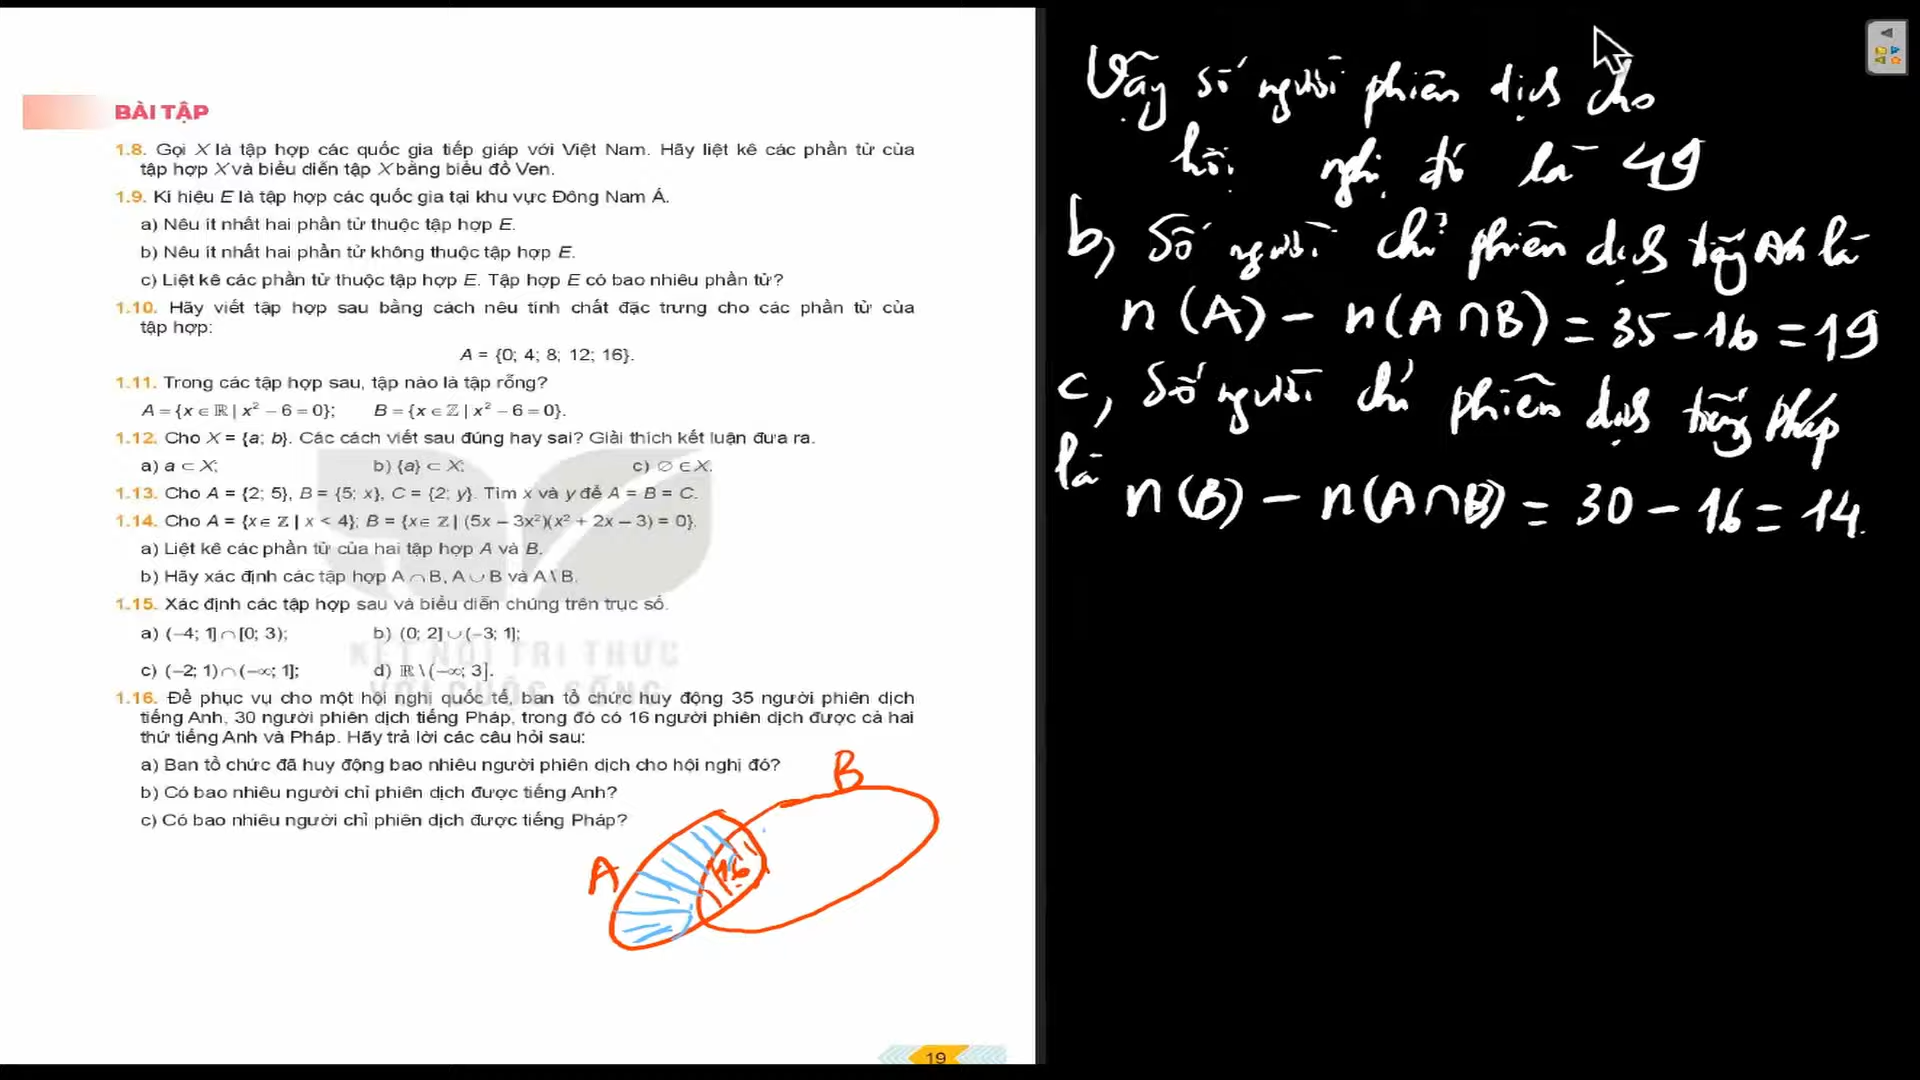 BÀI TẬP
1.8. Gọi X là tập hợp các quốc gia tiếp giáp với Việt Nam. Hãy liệt kê các phần tử của
tập hợp X và biểu diễn tập X bằng biểu đồ Ven.
1.9. Kí hiệu E là tập hợp các quốc gia tại khu vực Đông Nam Á.
a) Nêu ít nhất hai phần tử thuộc tập hợp E.
b) Nêu ít nhất hai phần tử không thuộc tập hợp E.
c) Liệt kê các phần tử thuộc tập hợp E. Tập hợp E có bao nhiêu phần tử?
1.10. Hãy viết tập hợp sau bằng cách nêu tính chất đặc trưng cho các phần tử của
tập hợp:
A = {0; 4; 8; 12; 16}.
1.11. Trong các tập hợp sau, tập nào là tập rỗng?
A = {x ∈ ℝ | x² − 6 = 0}; B = {x ∈ ℤ | x² − 6 = 0}.
1.12. Cho X = {a; b}. Các cách viết sau đúng hay sai? Giải thích kết luận đưa ra.
a) a ⊂ X; b) {a} ⊂ X; c) ∅ ∈ X.
1.13. Cho A = {2; 5}, B = {5; x}, C = {2; y}. Tìm x và y để A = B = C.
1.14. Cho A = {x ∈ ℤ | x < 4}; B = {x ∈ ℤ | (5x − 3x²)(x² + 2x − 3) = 0}.
a) Liệt kê các phần tử của hai tập hợp A và B.
b) Hãy xác định các tập hợp A ∩ B, A ∪ B và A \ B.
1.15. Xác định các tập hợp sau và biểu diễn chúng trên trục số.
a) (−4; 1] ∩ [0; 3); b) (0; 2] ∪ (−3; 1];
KẾT NỐI TRI THỨC
c) (−2; 1) ∩ (−∞; 1]; d) ℝ \ (−∞; 3].
VỚI CUỘC SỐNG
1.16. Để phục vụ cho một hội nghị quốc tế, ban tổ chức huy động 35 người phiên dịch
tiếng Anh, 30 người phiên dịch tiếng Pháp, trong đó có 16 người phiên dịch được cả hai
thứ tiếng Anh và Pháp. Hãy trả lời các câu hỏi sau:
a) Ban tổ chức đã huy động bao nhiêu người phiên dịch cho hội nghị đó?
b) Có bao nhiêu người chỉ phiên dịch được tiếng Anh?
c) Có bao nhiêu người chỉ phiên dịch được tiếng Pháp?
B
A
16
19
Vậy số người phiên dịch cho
hội nghị đó là 49
b, Số người chỉ phiên dịch tiếng Anh là
n (A) − n(A ∩ B) = 35 − 16 = 19
c, Số người chỉ phiên dịch tiếng Pháp
là
n (B) − n(A ∩ B) = 30 − 16 = 14.